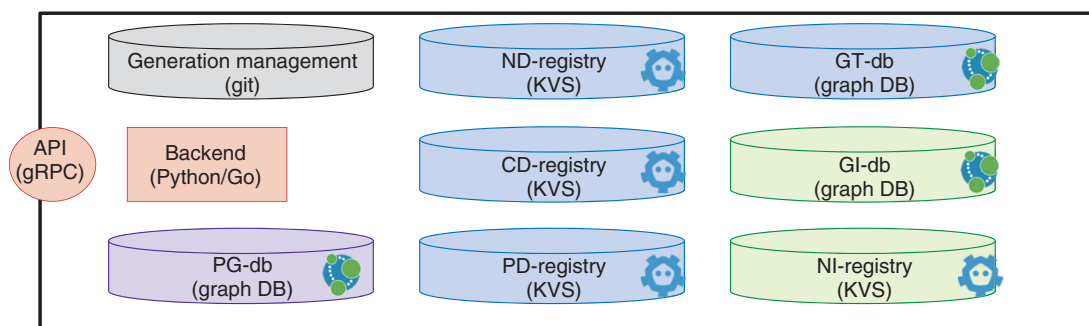 Generation management
(git)
ND-registry
(KVS)
GT-db
(graph DB)
API
(gRPC)
Backend
(Python/Go)
CD-registry
(KVS)
GI-db
(graph DB)
PG-db
(graph DB)
PD-registry
(KVS)
NI-registry
(KVS)